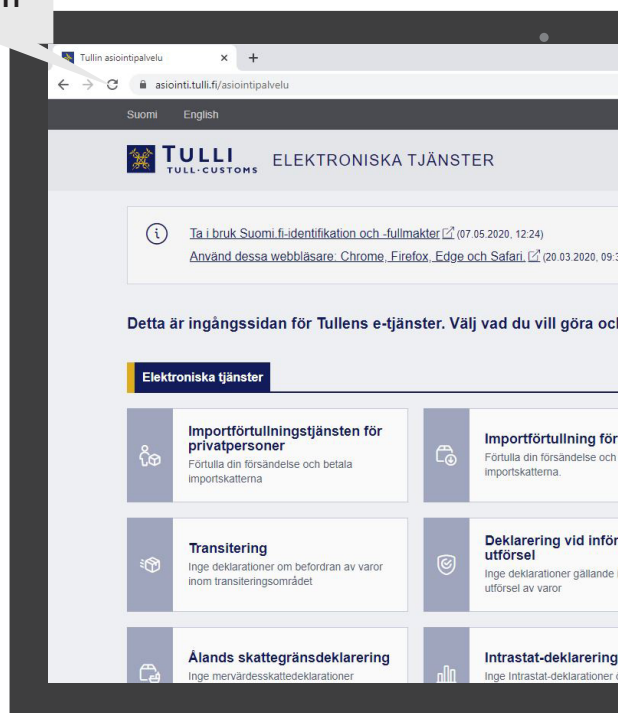 Tullin asiointipalvelu
asiointi.tulli.fi/asiointipalvelu
Suomi English
TULLI
TULL·CUSTOMS
ELEKTRONISKA TJÄNSTER
Ta i bruk Suomi.fi-identifikation och -fullmakter (07.05.2020, 12:24)
Använd dessa webbläsare: Chrome, Firefox, Edge och Safari. (20.03.2020, 09:3
Detta är ingångssidan för Tullens e-tjänster. Välj vad du vill göra och
Elektroniska tjänster
Importförtullningstjänsten för
privatpersoner
Förtulla din försändelse och betala
importskatterna
Importförtullning för
Förtulla din försändelse och
importskatterna.
Transitering
Inge deklarationer om befordran av varor
inom transiteringsområdet
Deklarering vid inför
utförsel
Inge deklarationer gällande
utförsel av varor
Ålands skattegränsdeklarering
Inge mervärdesskattedeklarationer
Intrastat-deklarering
Inge Intrastat-deklarationer